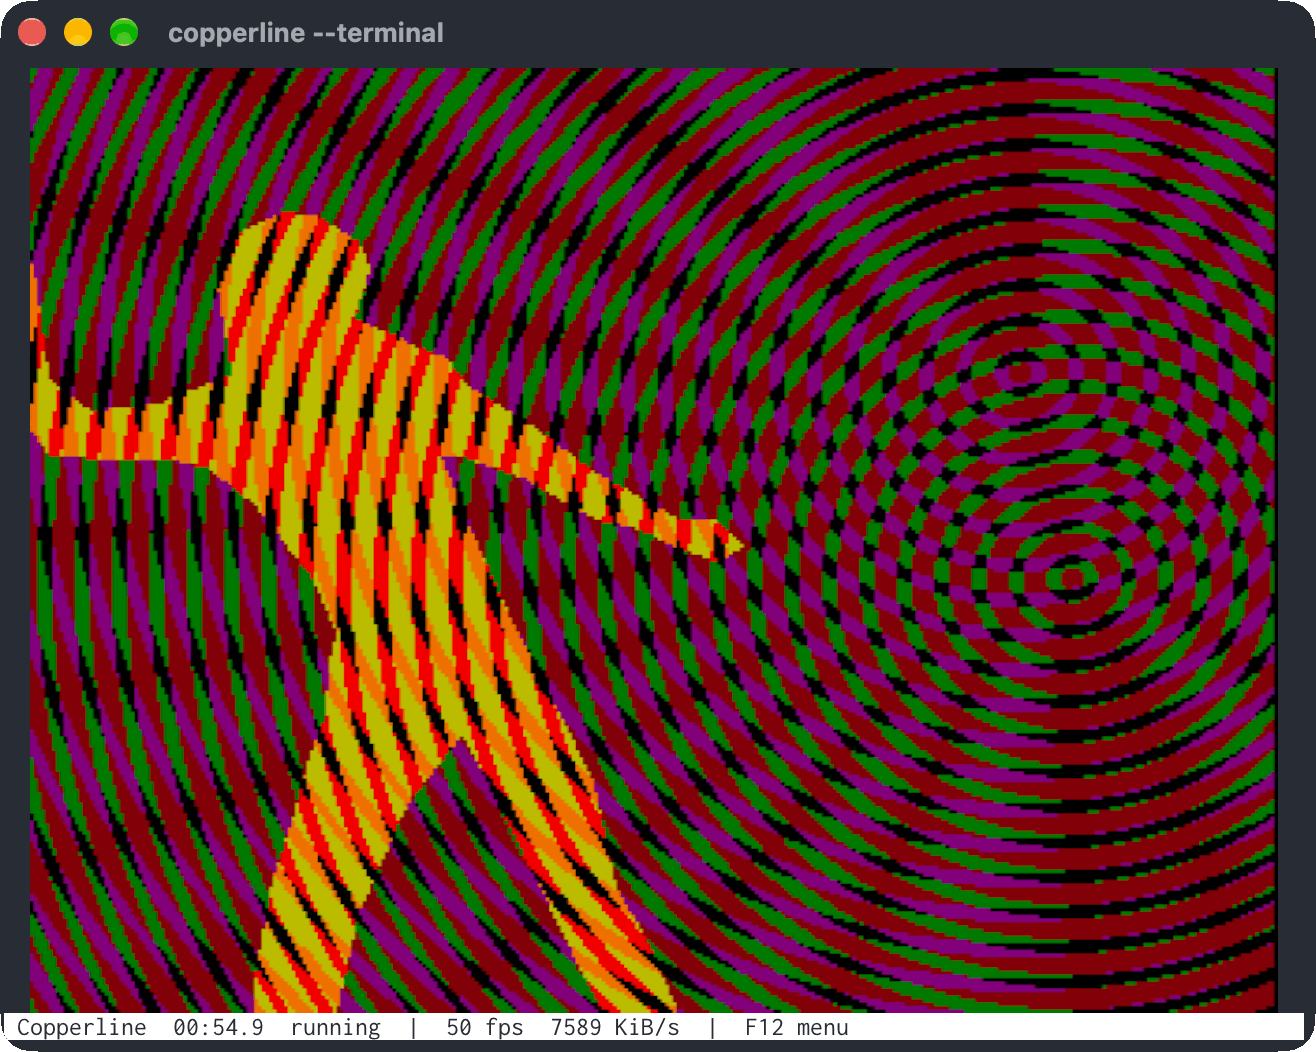 copperline --terminal
Copperline  00:54.9  running  |  50 fps  7589 KiB/s  |  F12 menu